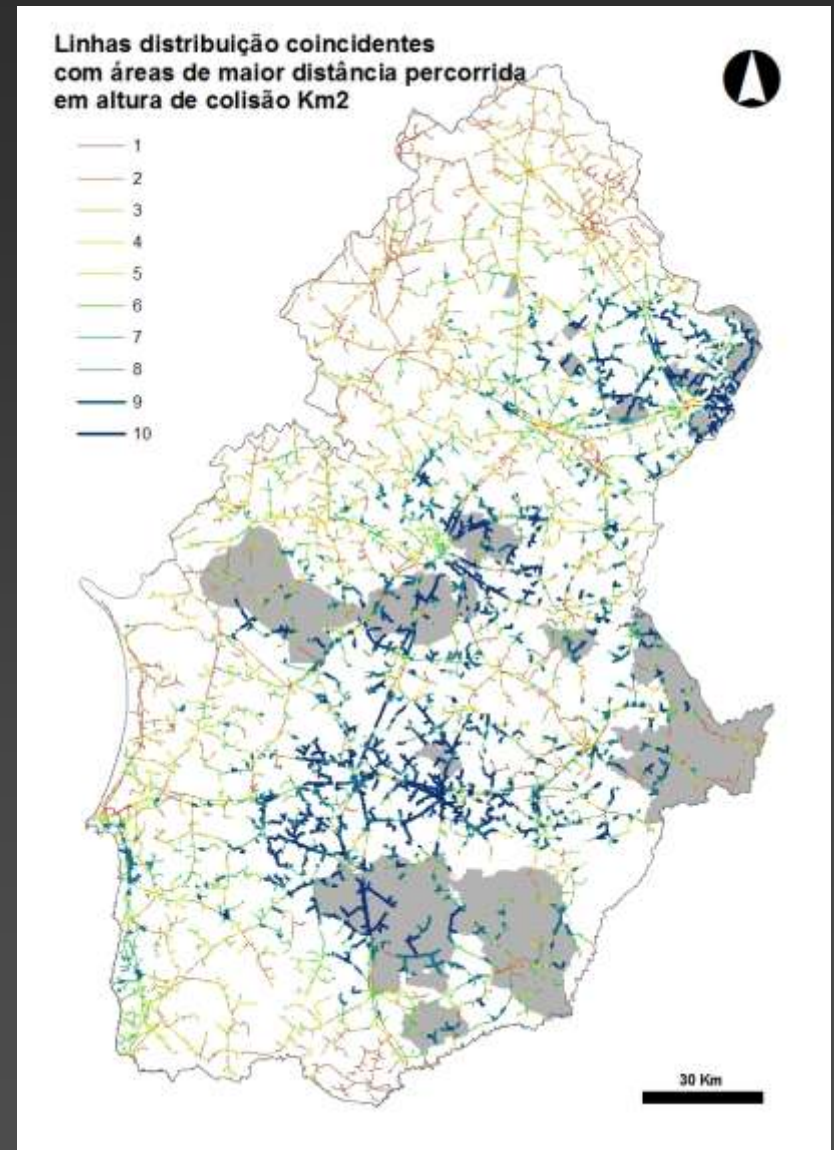 Linhas distribuição coincidentes
com áreas de maior distância percorrida
em altura de colisão Km2
1
2
3
4
5
6
7
8
9
10
30 Km